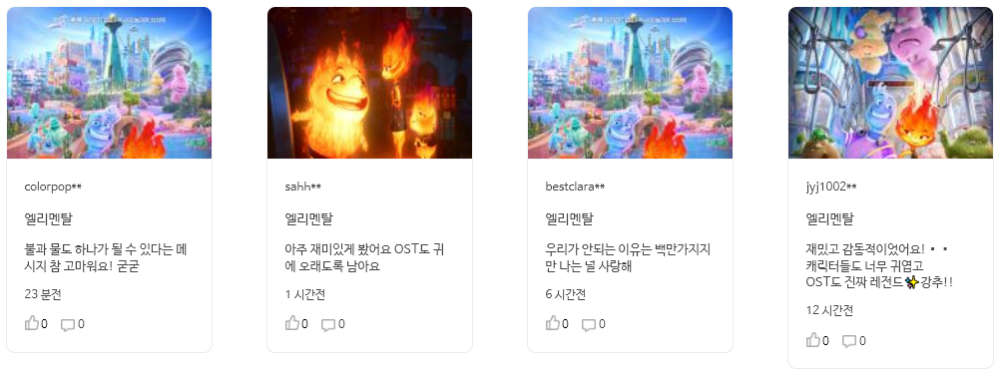 colorpop**
엘리멘탈
불과 물도 하나가 될 수 있다는 메
시지 참 고마워요! 굳굳
23 분전
0 0
sahh**
엘리멘탈
아주 재미있게 봤어요 OST도 귀
에 오래도록 남아요
1 시간전
0 0
bestclara**
엘리멘탈
우리가 안되는 이유는 백만가지지
만 나는 널 사랑해
6 시간전
0 0
jyj1002**
엘리멘탈
재밌고 감동적이었어요!
캐릭터들도 너무 귀엽고
OST도 진짜 레전드✨강추!!
12 시간전
0 0